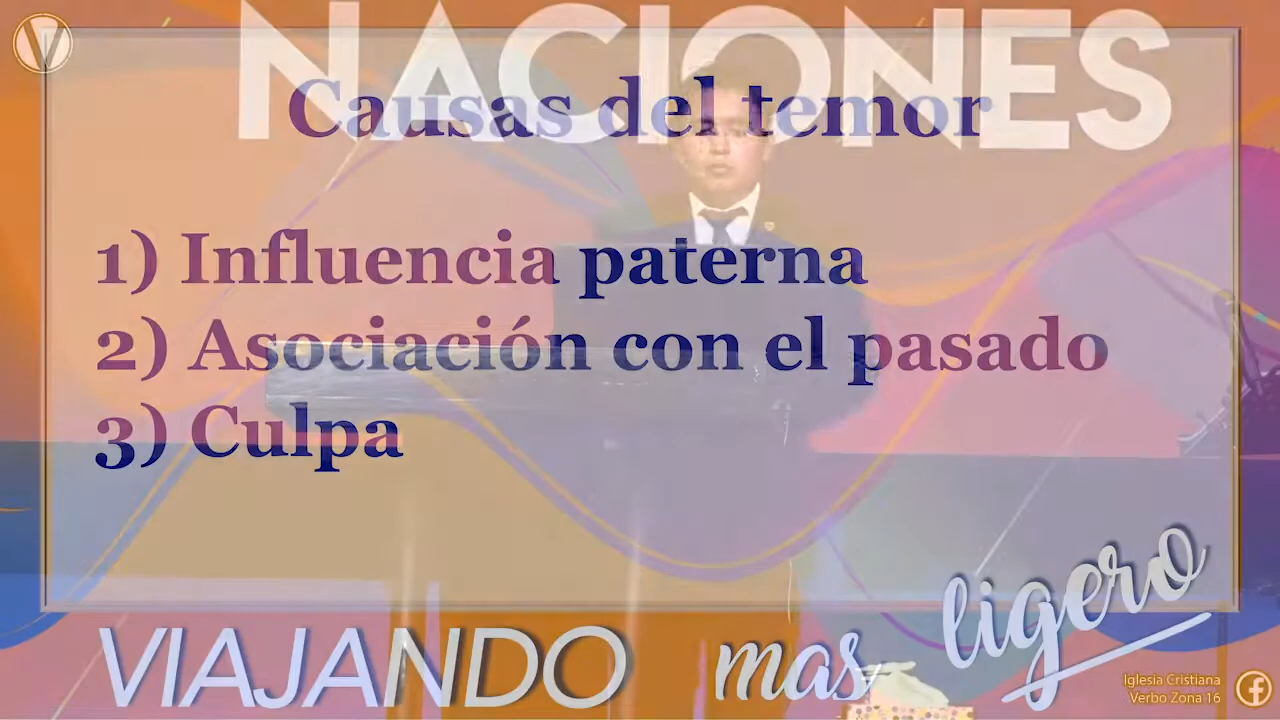 NACIONES
Causas del temor
1) Influencia paterna
2) Asociación con el pasado
3) Culpa
VIAJANDO mas ligero
Iglesia Cristiana
Verbo Zona 16